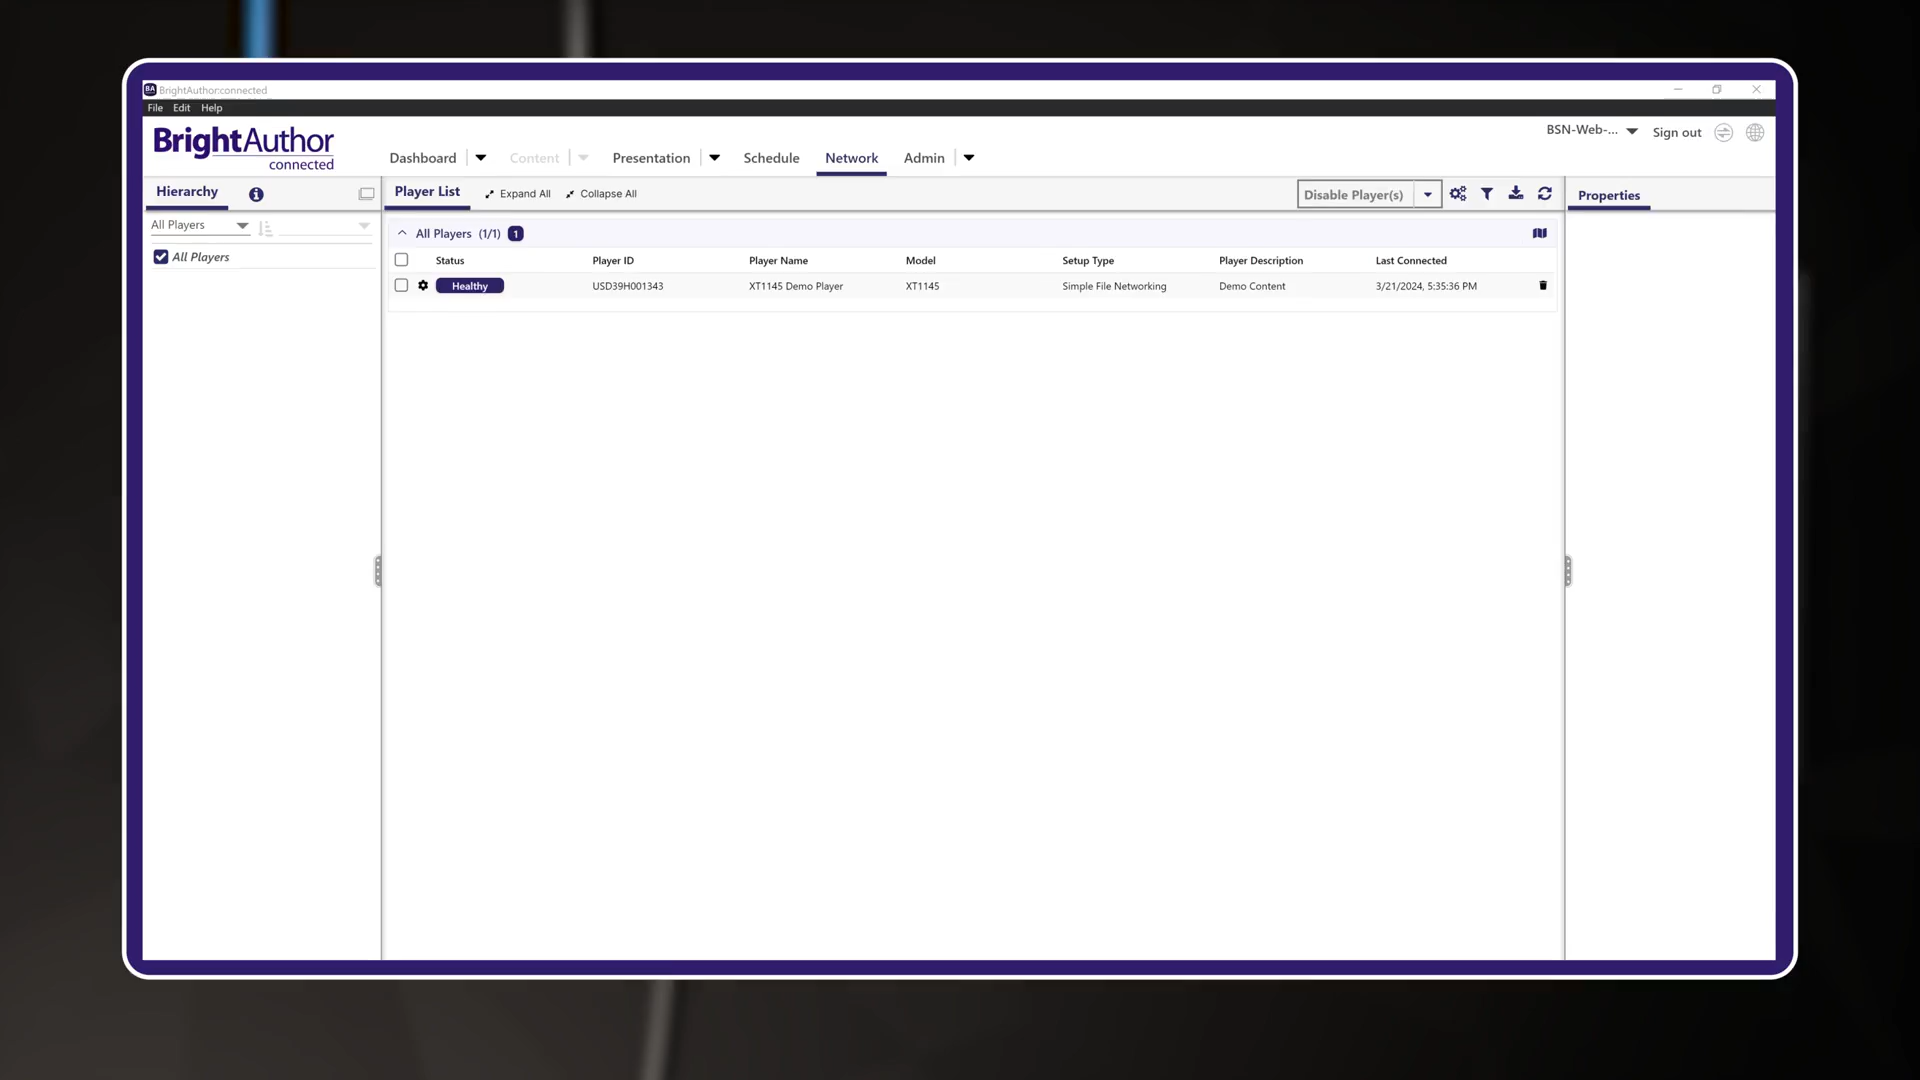 BA BrightAuthor:connected
File Edit Help
BrightAuthor
connected
Dashboard Content Presentation Schedule Network Admin
BSN-Web-... Sign out
Hierarchy
Player List Expand All Collapse All Disable Player(s)
Properties
All Players
All Players
All Players (1/1) 1
Status Player ID Player Name Model Setup Type Player Description Last Connected
Healthy USD39H001343 XT1145 Demo Player XT1145 Simple File Networking Demo Content 3/21/2024, 5:35:36 PM